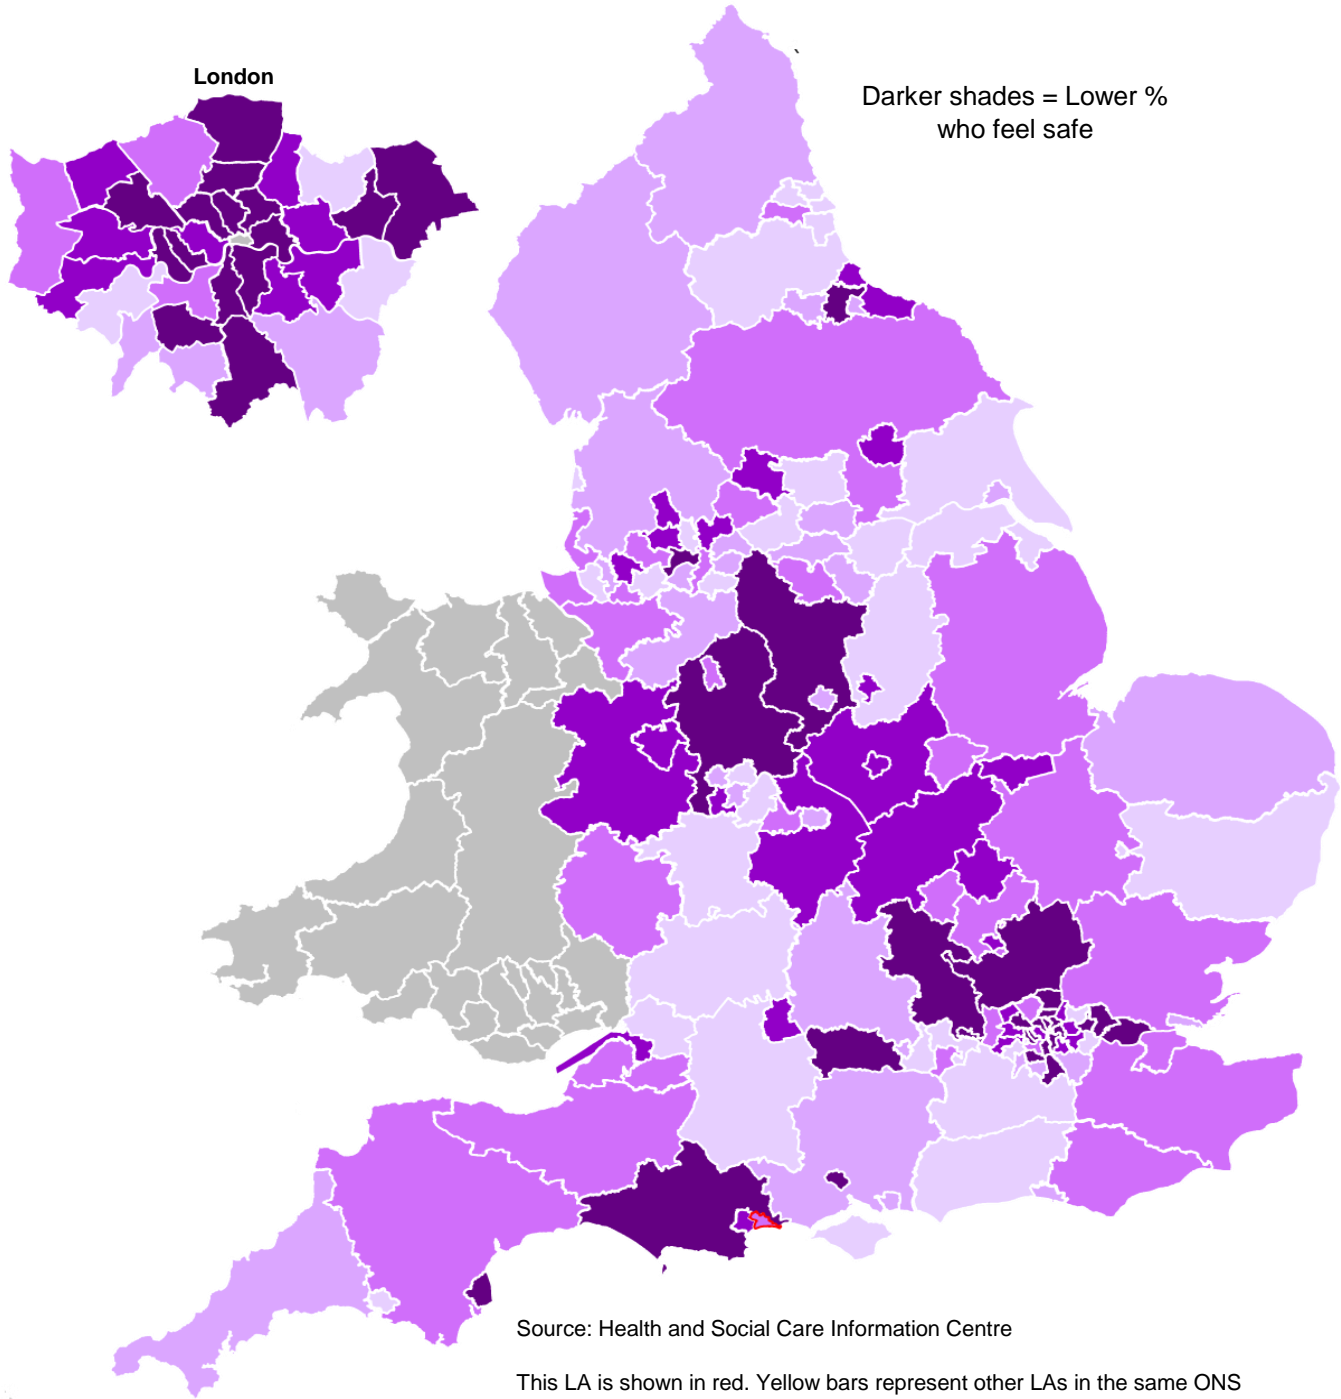 London
Darker shades = Lower %
who feel safe
Source: Health and Social Care Information Centre
This LA is shown in red. Yellow bars represent other LAs in the same ONS